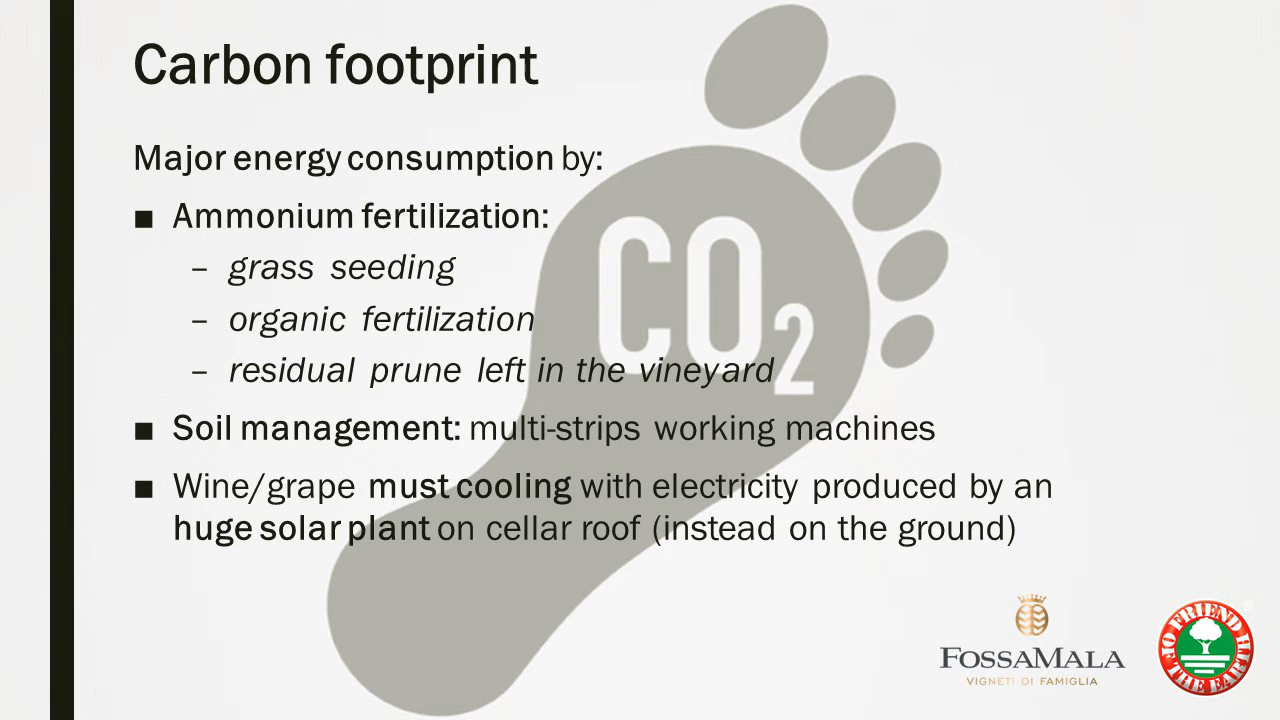 Carbon footprint
Major energy consumption by:
■ Ammonium fertilization:
– grass seeding
– organic fertilization
– residual prune left in the vineyard
■ Soil management: multi-strips working machines
■ Wine/grape must cooling with electricity produced by an
huge solar plant on cellar roof (instead on the ground)
CO2
FOSSAMALA
VIGNETI DI FAMIGLIA
FRIEND OF THE EARTH